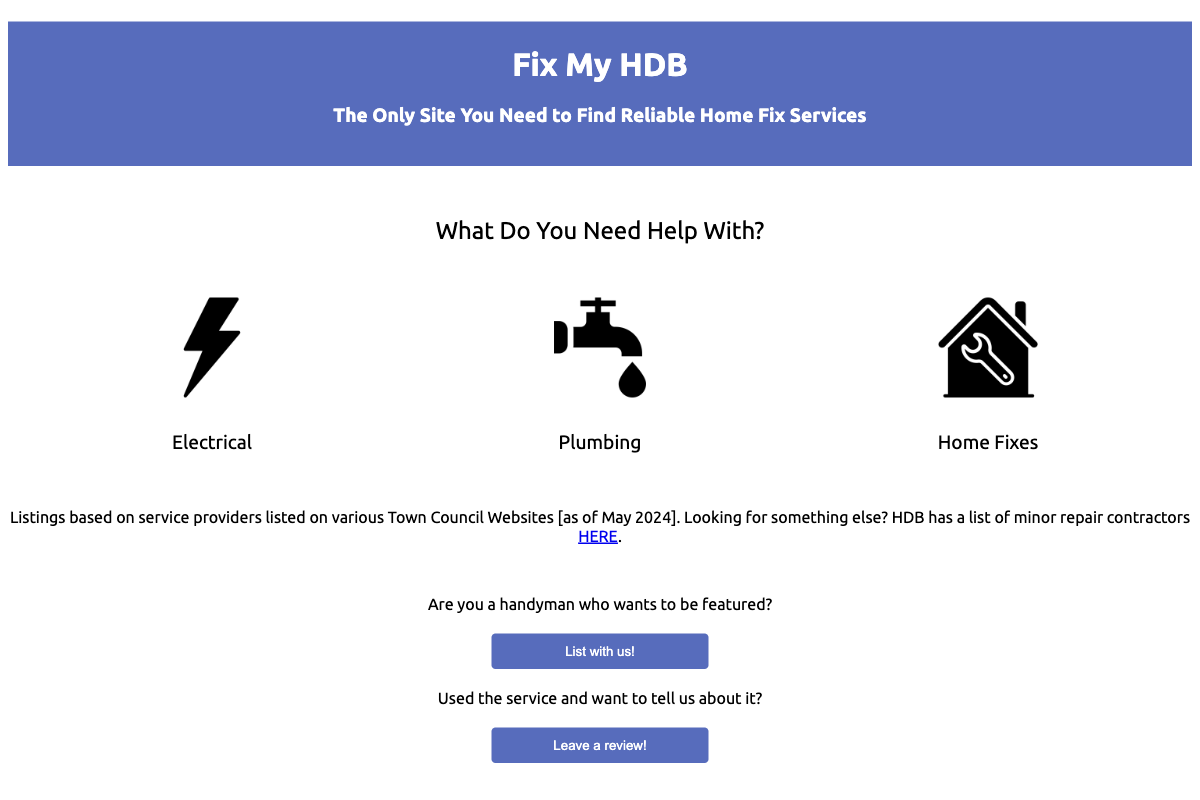 Fix My HDB
The Only Site You Need to Find Reliable Home Fix Services
What Do You Need Help With?
Electrical
Plumbing
Home Fixes
Listings based on service providers listed on various Town Council Websites [as of May 2024]. Looking for something else? HDB has a list of minor repair contractors
HERE.
Are you a handyman who wants to be featured?
List with us!
Used the service and want to tell us about it?
Leave a review!